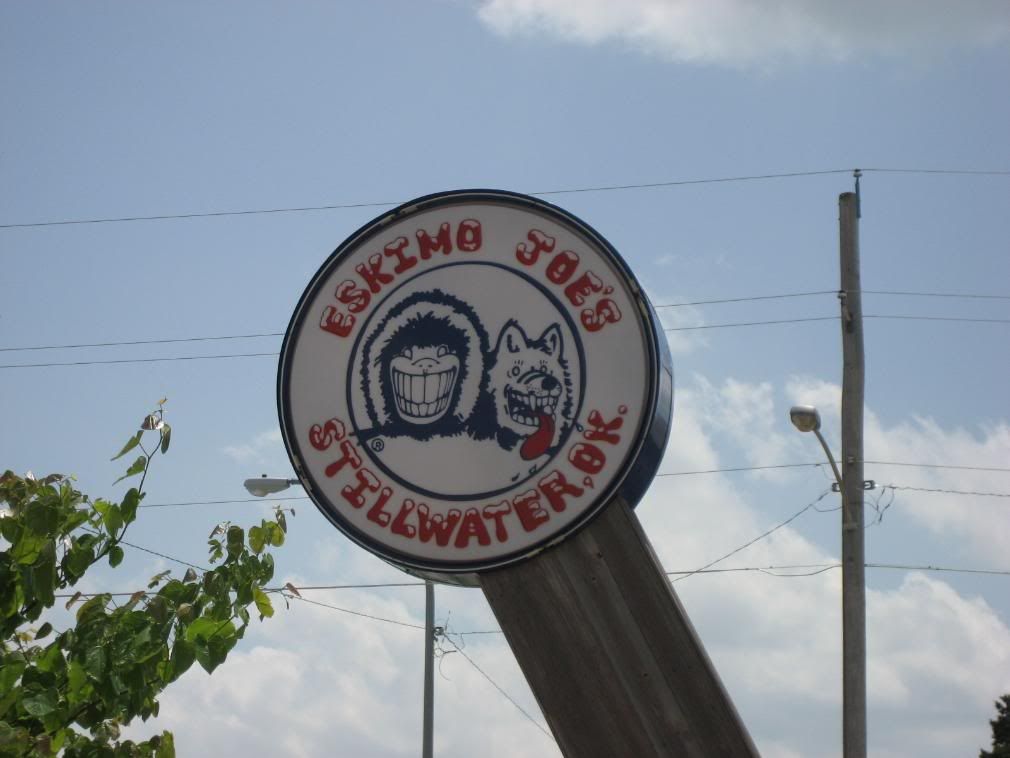 ESKIMO JOE'S
STILLWATER, OK.
®